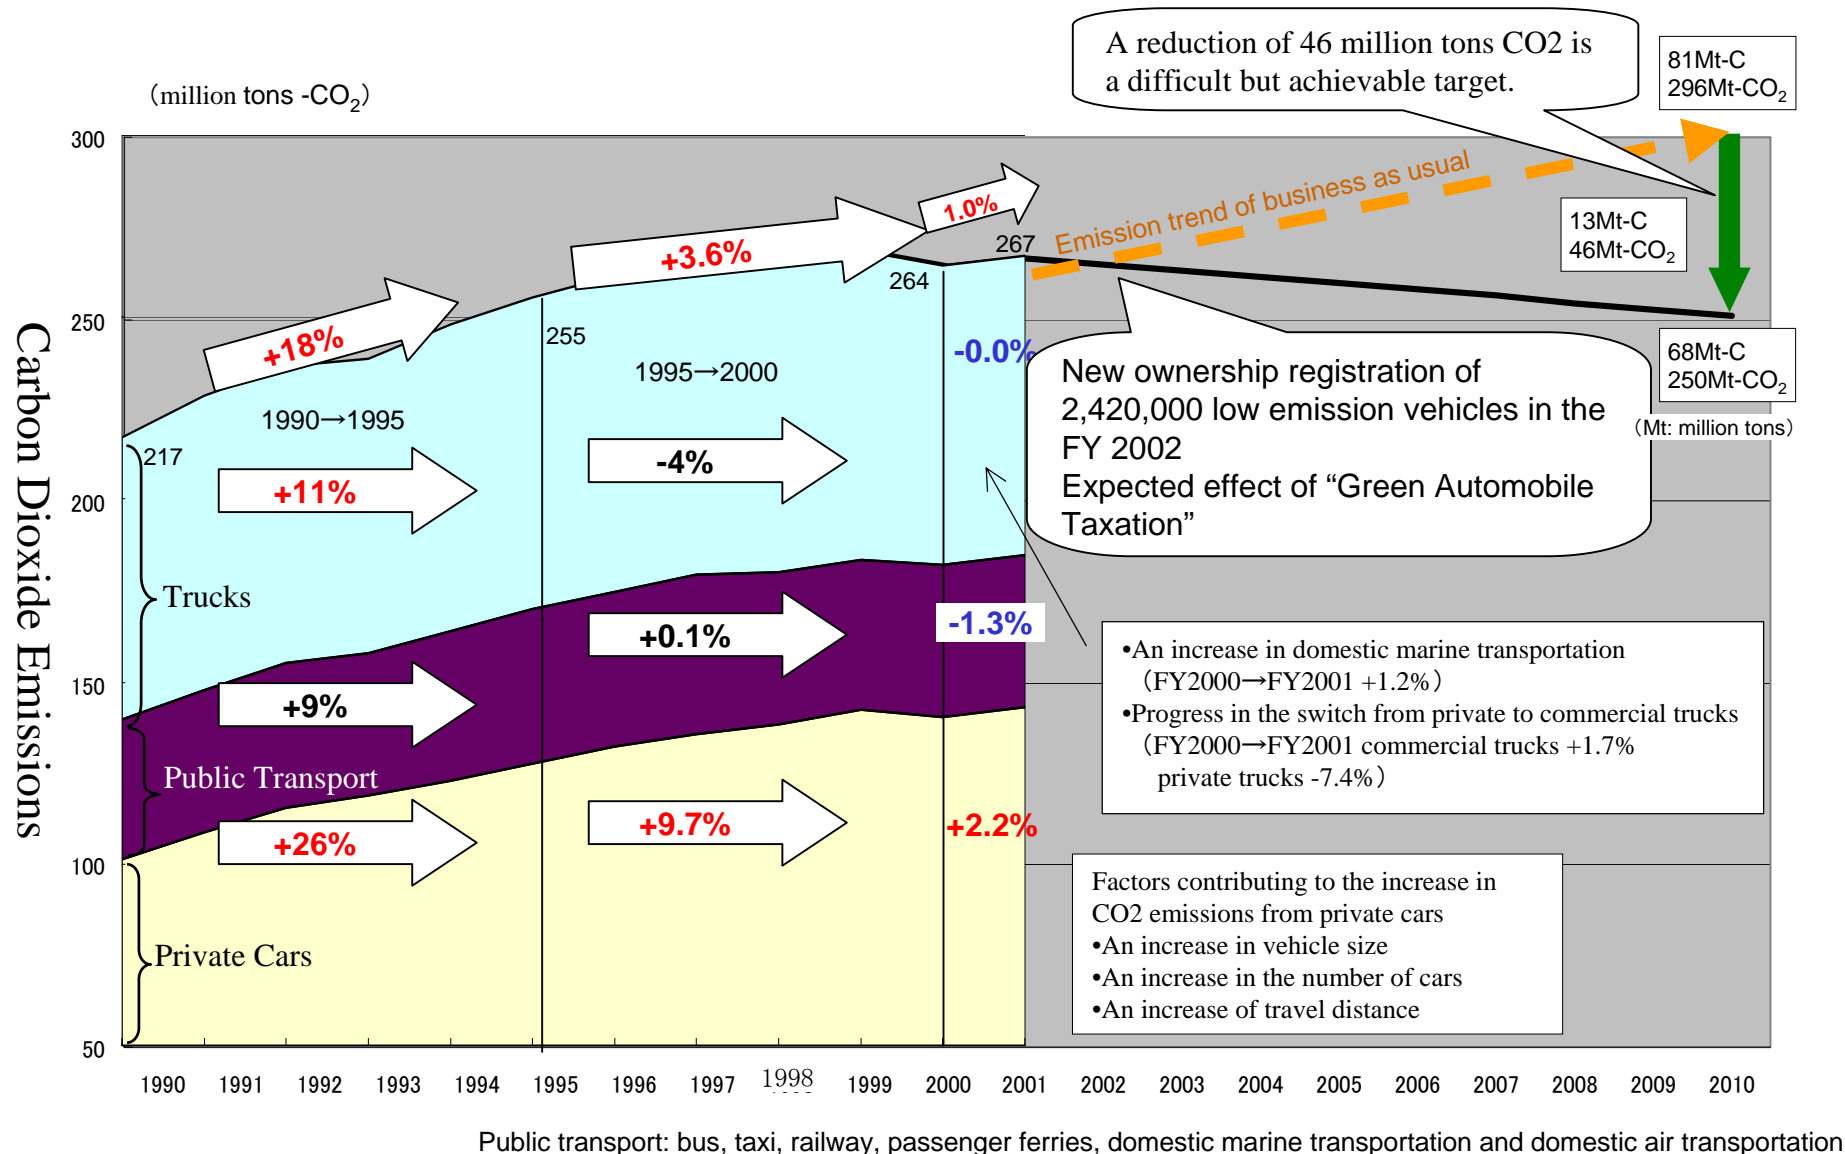 A reduction of 46 million tons CO2 is
a difficult but achievable target.
81Mt-C
296Mt-CO2
（million tons -CO2）
300
250
200
150
100
50
Carbon Dioxide Emissions
+18%
+3.6%
1.0%
Emission trend of business as usual
13Mt-C
46Mt-CO2
267
264
255
217
1990→1995
1995→2000
-0.0%
68Mt-C
250Mt-CO2
（Mt: million tons）
New ownership registration of
2,420,000 low emission vehicles in the
FY 2002
Expected effect of “Green Automobile
Taxation”
+11%
-4%
Trucks
+0.1%
-1.3%
+9%
Public Transport
•An increase in domestic marine transportation
（FY2000→FY2001 +1.2%）
•Progress in the switch from private to commercial trucks
（FY2000→FY2001 commercial trucks +1.7%
private trucks -7.4%）
+26%
+9.7%
+2.2%
Private Cars
Factors contributing to the increase in
CO2 emissions from private cars
•An increase in vehicle size
•An increase in the number of cars
•An increase of travel distance
1990 1991 1992 1993 1994 1995 1996 1997 1998 1999 2000 2001 2002 2003 2004 2005 2006 2007 2008 2009 2010
Public transport: bus, taxi, railway, passenger ferries, domestic marine transportation and domestic air transportation